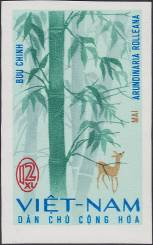 BƯU CHÍNH
MAI ARUNDINARIA ROLLEANA
12 XU
VIỆT-NAM
DÂN CHỦ CỘNG HÒA